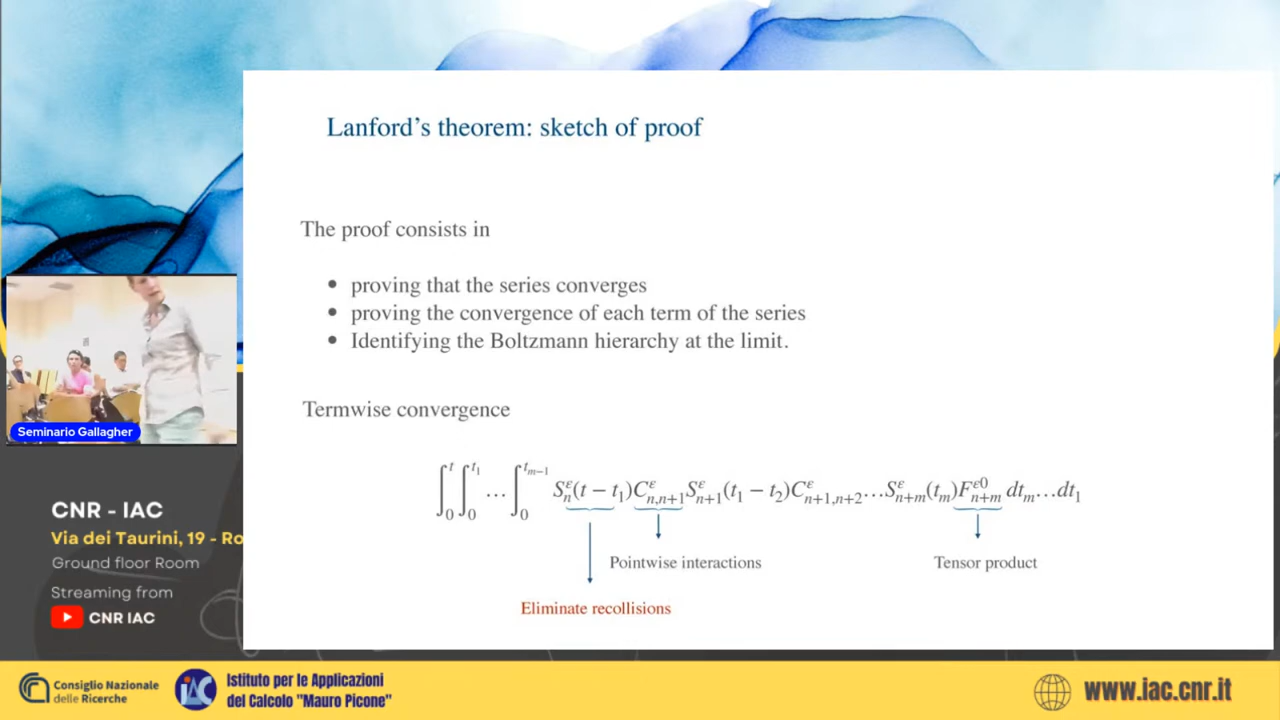 Lanford's theorem: sketch of proof
The proof consists in
• proving that the series converges
• proving the convergence of each term of the series
• Identifying the Boltzmann hierarchy at the limit.
Termwise convergence
∫₀ᵗ ∫₀^{t₁} … ∫₀^{t_{m−1}} S_n^ε(t − t₁)C_{n,n+1}^ε S_{n+1}^ε(t₁ − t₂)C_{n+1,n+2}^ε…S_{n+m}^ε(t_m)F_{n+m}^{ε0} dt_m…dt₁
Pointwise interactions
Tensor product
Eliminate recollisions
Seminario Gallagher
CNR - IAC
Via dei Taurini, 19 - Ro
Ground floor Room
Streaming from
CNR IAC
Consiglio Nazionale
delle Ricerche
IAC
Istituto per le Applicazioni
del Calcolo "Mauro Picone"
www.iac.cnr.it